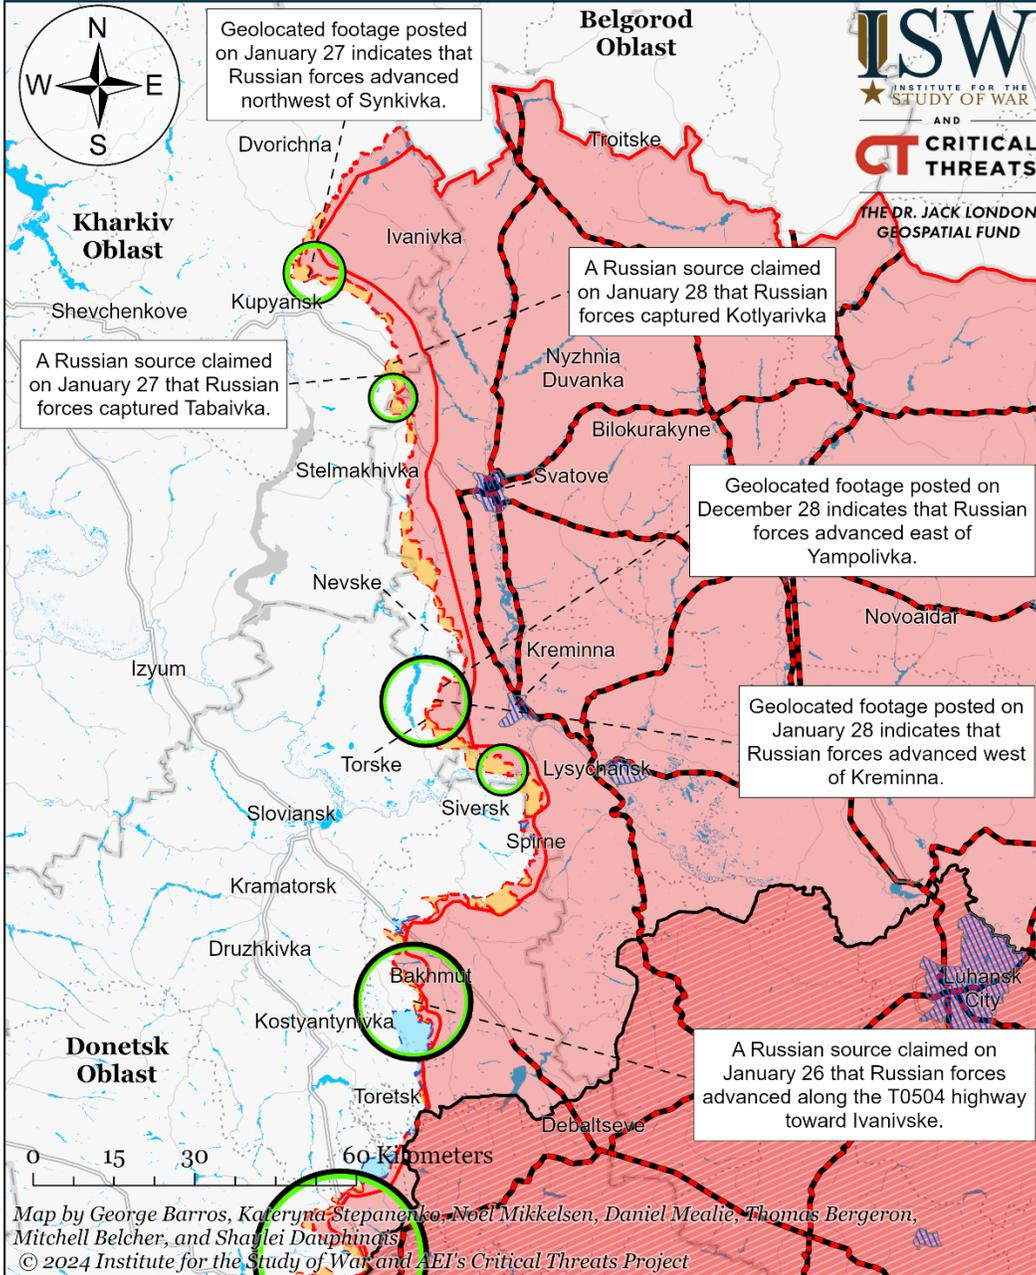 N
W
E
S
Geolocated footage posted
on January 27 indicates that
Russian forces advanced
northwest of Synkivka.
Belgorod
Oblast
ISW
INSTITUTE FOR THE
STUDY OF WAR
AND
CT CRITICAL
THREATS
THE DR. JACK LONDON
GEOSPATIAL FUND
Dvorichna
Troitske
Kharkiv
Oblast
Ivanivka
A Russian source claimed
on January 28 that Russian
forces captured Kotlyarivka
Shevchenkove
Kupyansk
A Russian source claimed
on January 27 that Russian
forces captured Tabaivka.
Nyzhnia
Duvanka
Bilokurakyne
Stelmakhivka
Svatove
Geolocated footage posted on
December 28 indicates that Russian
forces advanced east of
Yampolivka.
Nevske
Novoaidar
Kreminna
Izyum
Geolocated footage posted on
January 28 indicates that
Russian forces advanced west
of Kreminna.
Torske
Lysychansk
Siversk
Sloviansk
Spirne
Kramatorsk
Druzhkivka
Bakhmut
Luhansk
City
Kostyantynivka
Donetsk
Oblast
A Russian source claimed on
January 26 that Russian forces
advanced along the T0504 highway
toward Ivanivske.
Toretsk
Debaltseve
0 15 30 60 Kilometers
Map by George Barros, Kateryna Stepanenko, Noel Mikkelsen, Daniel Mealie, Thomas Bergeron,
Mitchell Belcher, and Shaylei Dauphinais
© 2024 Institute for the Study of War and AEI's Critical Threats Project